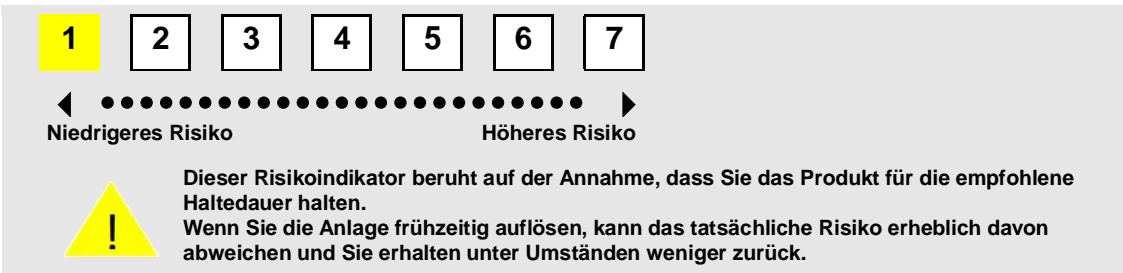 1 2 3 4 5 6 7
Niedrigeres Risiko Höheres Risiko
Dieser Risikoindikator beruht auf der Annahme, dass Sie das Produkt für die empfohlene
Haltedauer halten.
Wenn Sie die Anlage frühzeitig auflösen, kann das tatsächliche Risiko erheblich davon
abweichen und Sie erhalten unter Umständen weniger zurück.
!